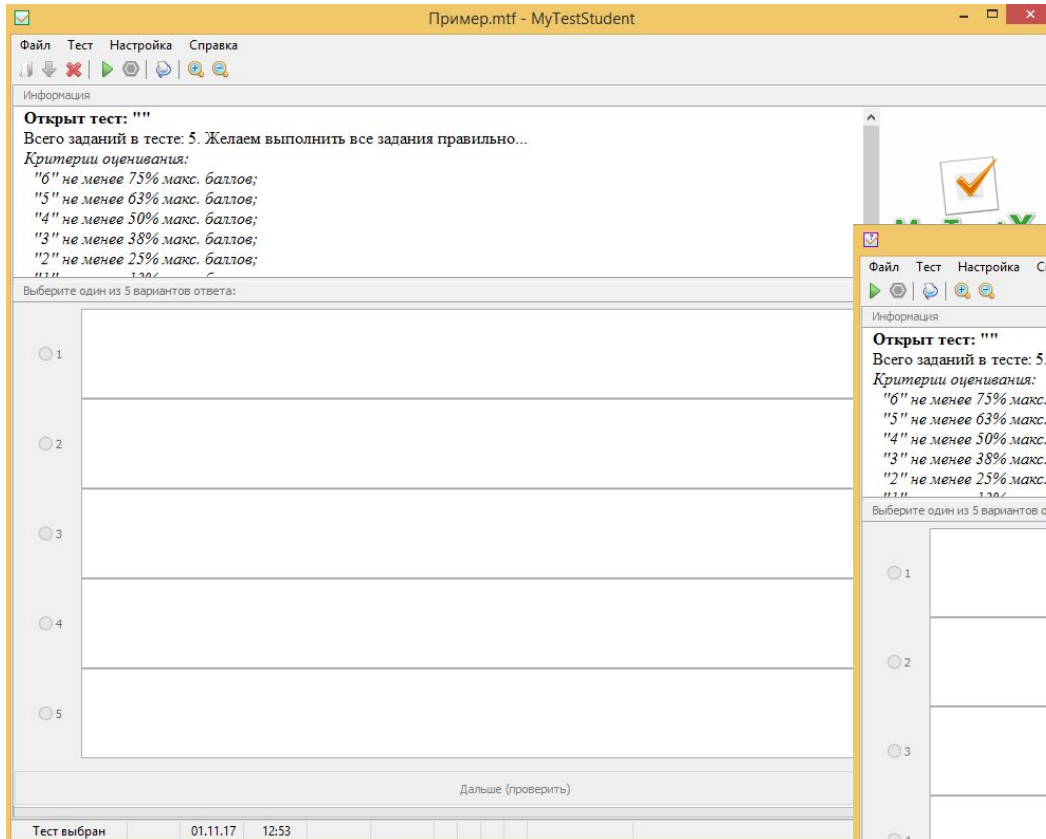 Пример.mtf - MyTestStudent
Файл Тест Настройка Справка
Информация
Открыт тест: ""
Всего заданий в тесте: 5. Желаем выполнить все задания правильно...
Критерии оценивания:
"6" не менее 75% макс. баллов;
"5" не менее 63% макс. баллов;
"4" не менее 50% макс. баллов;
"3" не менее 38% макс. баллов;
"2" не менее 25% макс. баллов;
Выберите один из 5 вариантов ответа:
1
2
3
4
5
Дальше (проверить)
Тест выбран 01.11.17 12:53
Файл Тест Настройка
Информация
Открыт тест: ""
Всего заданий в тесте: 5.
Критерии оценивания:
"6" не менее 75% макс.
"5" не менее 63% макс.
"4" не менее 50% макс.
"3" не менее 38% макс.
"2" не менее 25% макс.
Выберите один из 5 вариантов
1
2
3